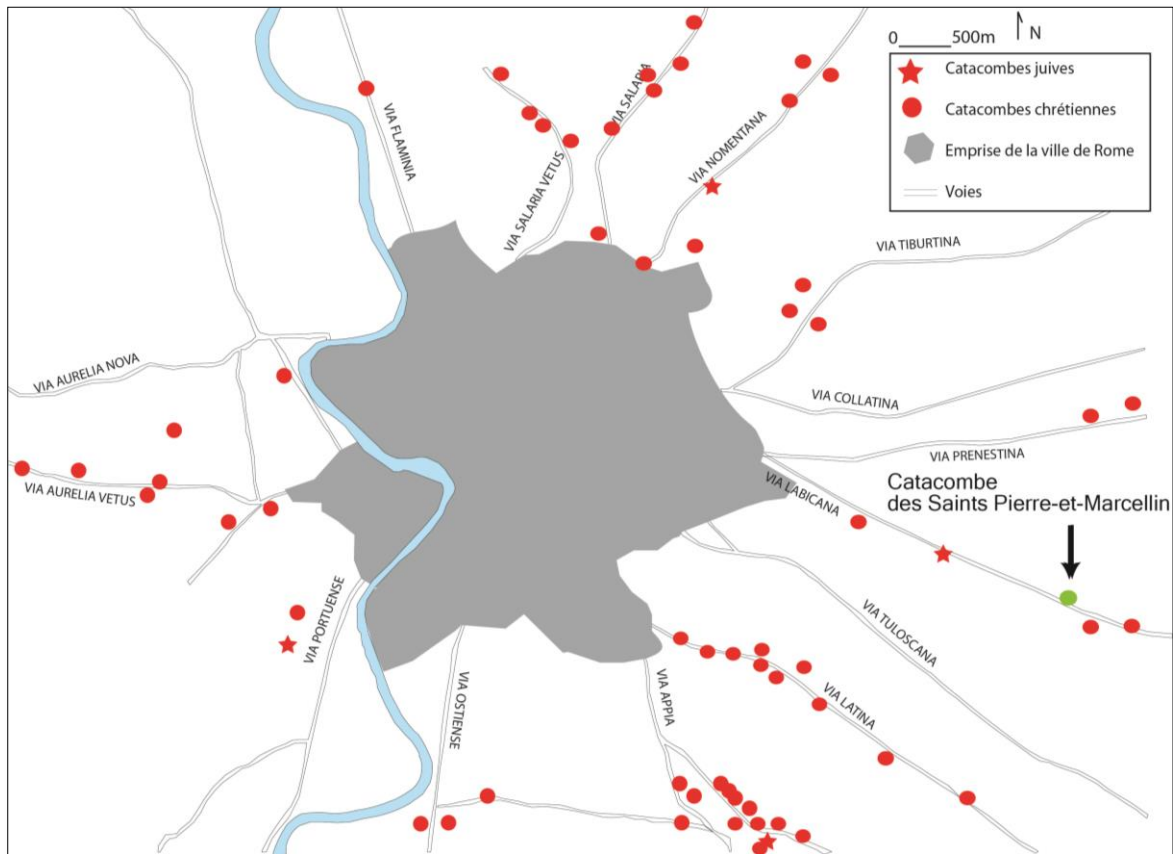 0 500m N
Catacombes juives
Catacombes chrétiennes
Emprise de la ville de Rome
Voies
VIA FLAMINIA
VIA SALARIA VETUS
VIA SALARIA
VIA NOMENTANA
VIA TIBURTINA
VIA AURELIA NOVA
VIA COLLATINA
VIA PRENESTINA
VIA AURELIA VETUS
VIA LABICANA
Catacombe
des Saints Pierre-et-Marcellin
VIA PORTUENSE
VIA OSTIENSE
VIA APPIA
VIA LATINA
VIA TULOSCANA